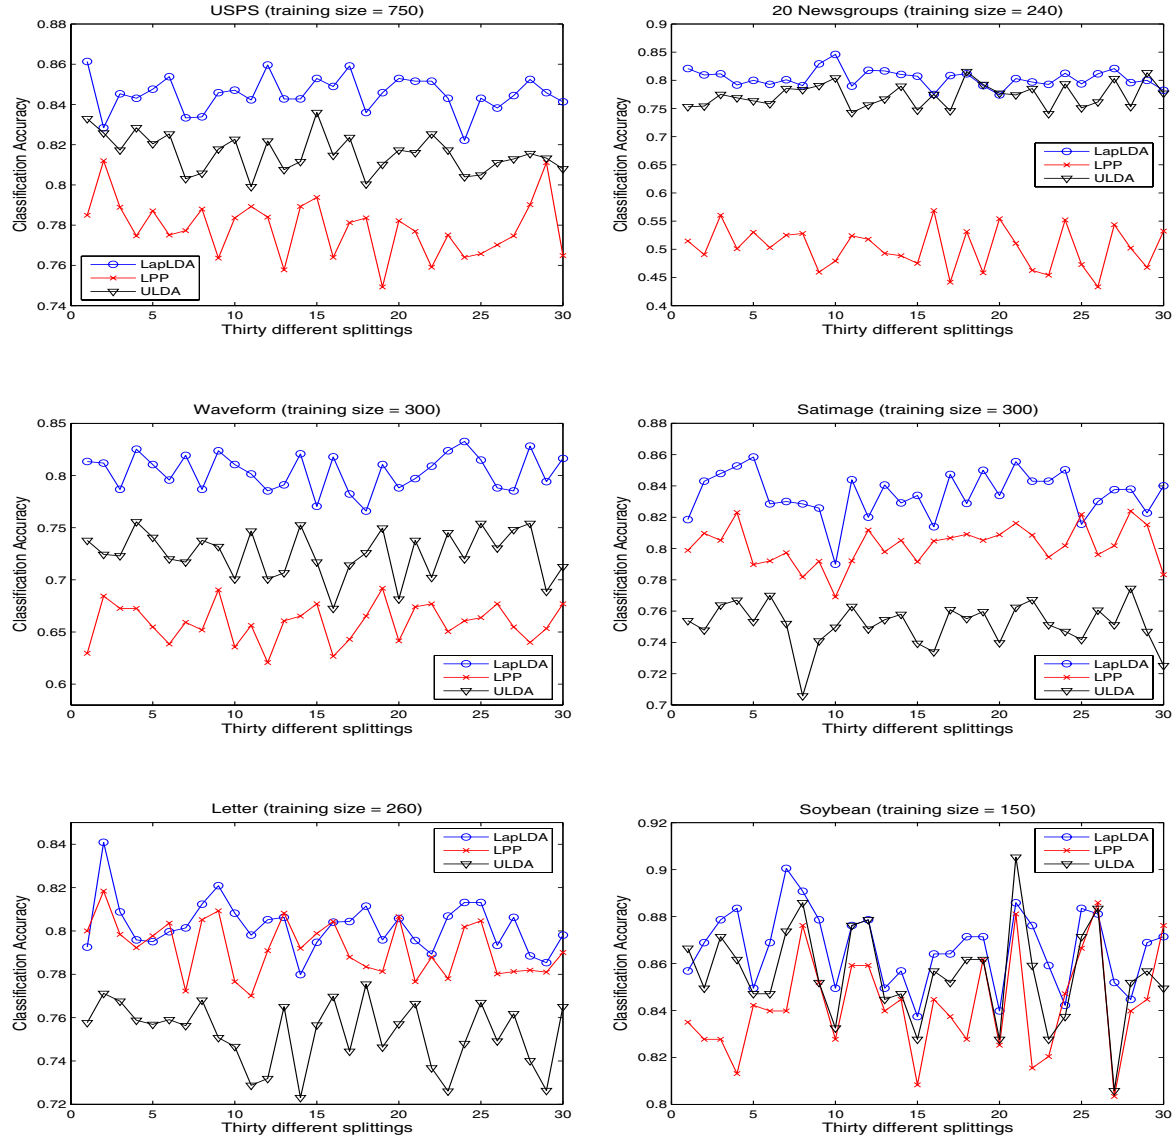 USPS (training size = 750)
Classification Accuracy
0.88
0.86
0.84
0.82
0.8
0.78
0.76
0.74
LapLDA
LPP
ULDA
0 5 10 15 20 25 30
Thirty different splittings
20 Newsgroups (training size = 240)
Classification Accuracy
0.9
0.85
0.8
0.75
0.7
0.65
0.6
0.55
0.5
0.45
0.4
LapLDA
LPP
ULDA
0 5 10 15 20 25 30
Thirty different splittings
Waveform (training size = 300)
Classification Accuracy
0.85
0.8
0.75
0.7
0.65
0.6
LapLDA
LPP
ULDA
0 5 10 15 20 25 30
Thirty different splittings
Satimage (training size = 300)
Classification Accuracy
0.88
0.86
0.84
0.82
0.8
0.78
0.76
0.74
0.72
0.7
LapLDA
LPP
ULDA
0 5 10 15 20 25 30
Thirty different splittings
Letter (training size = 260)
Classification Accuracy
0.84
0.82
0.8
0.78
0.76
0.74
0.72
LapLDA
LPP
ULDA
0 5 10 15 20 25 30
Thirty different splittings
Soybean (training size = 150)
Classification Accuracy
0.92
0.9
0.88
0.86
0.84
0.82
0.8
LapLDA
LPP
ULDA
0 5 10 15 20 25 30
Thirty different splittings